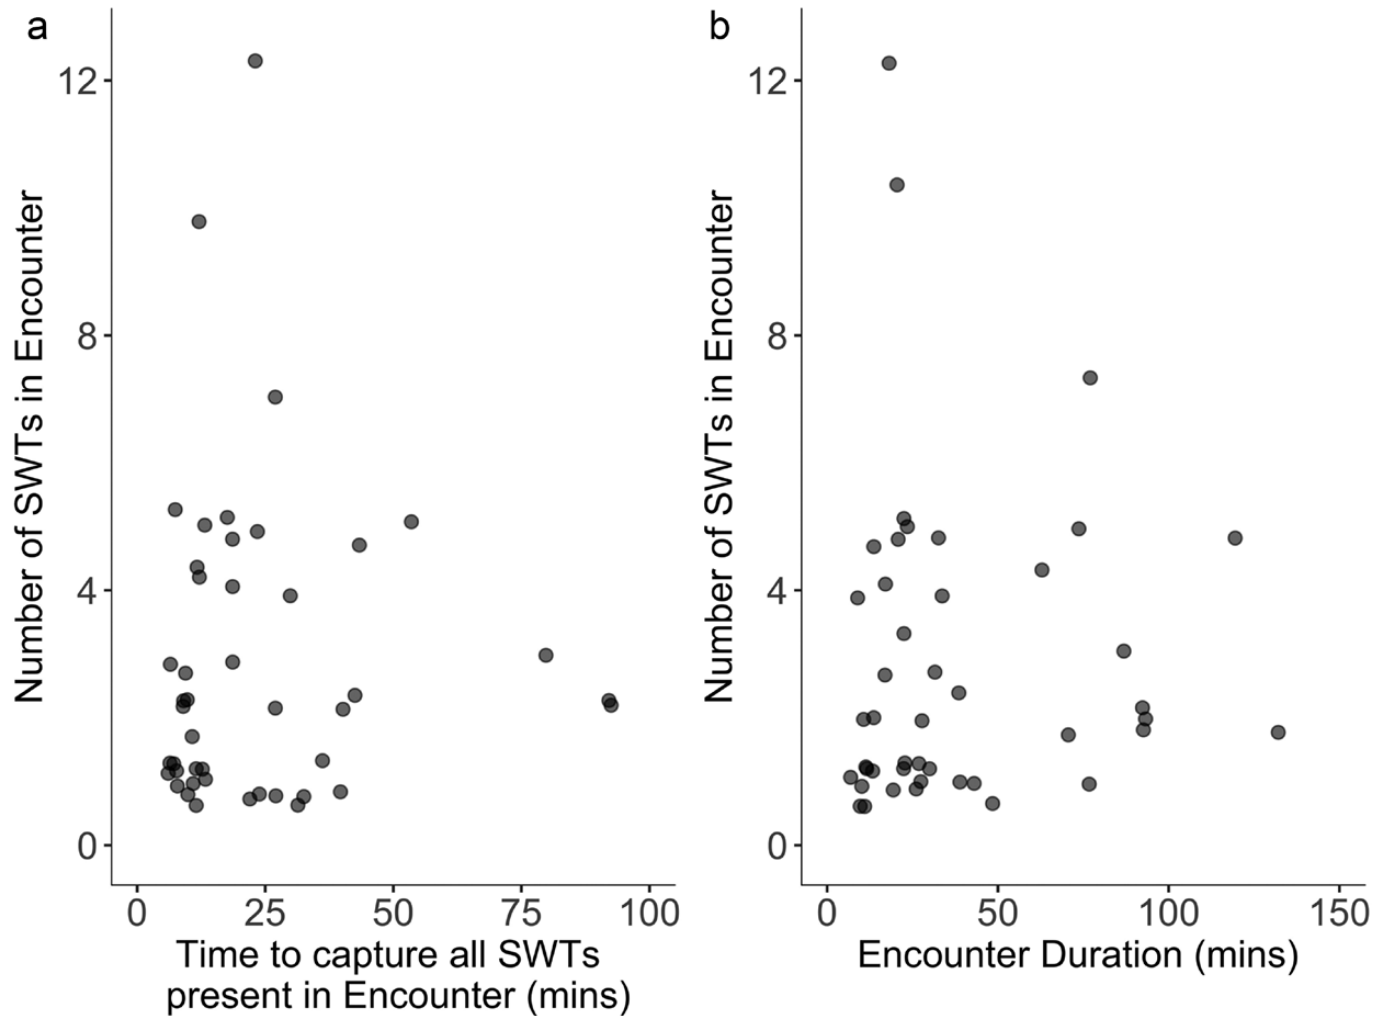 a
Number of SWTs in Encounter
12
8
4
0
0 25 50 75 100
Time to capture all SWTs
present in Encounter (mins)
b
Number of SWTs in Encounter
12
8
4
0
0 50 100 150
Encounter Duration (mins)